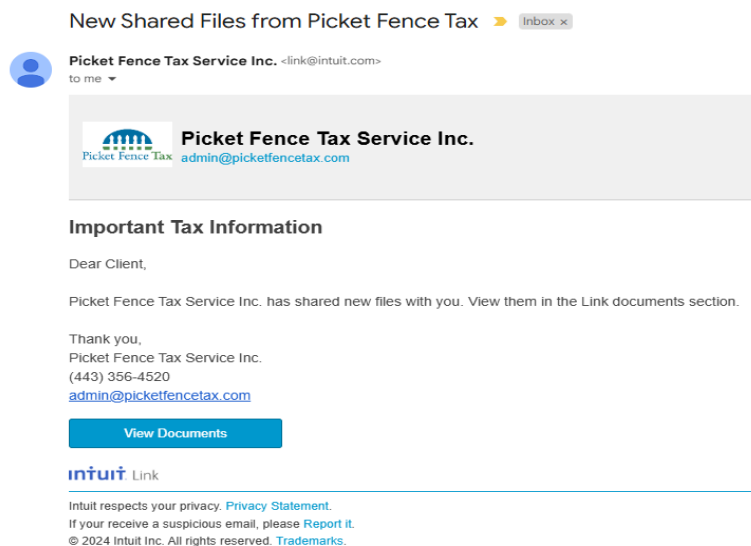 New Shared Files from Picket Fence Tax Inbox x
Picket Fence Tax Service Inc. <link@intuit.com>
to me
Picket Fence Tax
Picket Fence Tax Service Inc.
admin@picketfencetax.com
Important Tax Information
Dear Client,
Picket Fence Tax Service Inc. has shared new files with you. View them in the Link documents section.
Thank you,
Picket Fence Tax Service Inc.
(443) 356-4520
admin@picketfencetax.com
View Documents
INTUIT Link
Intuit respects your privacy. Privacy Statement.
If your receive a suspicious email, please Report it.
© 2024 Intuit Inc. All rights reserved. Trademarks.